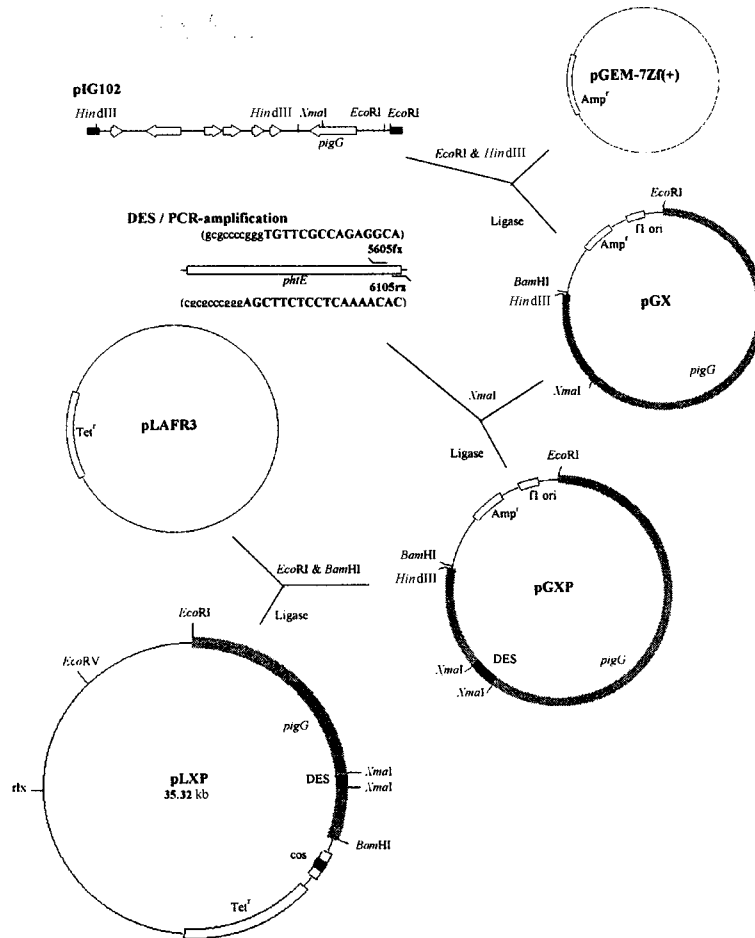 pIG102
pGEM-7Zf(+)
Ampʳ
HindIII HindIII XmaI EcoRI EcoRI
pigG
EcoRI & HindIII
Ligase
DES / PCR-amplification
(gcgccccgggTGTTCGCCAGAGGCA)
5605fx
phtE
6105rx
(cgcgcccgggAGCTTCTCCTCAAAACAC)
EcoRI
f1 ori
Ampʳ
BamHI
HindIII
pGX
pigG
XmaI
pLAFR3
Tetʳ
XmaI
Ligase
EcoRI
f1 ori
Ampʳ
BamHI
HindIII
pGXP
pigG
DES
XmaI
XmaI
EcoRI & BamHI
Ligase
EcoRI
EcoRV
pigG
pLXP
35.32 kb
DES
XmaI
XmaI
rlx
BamHI
cos
Tetʳ